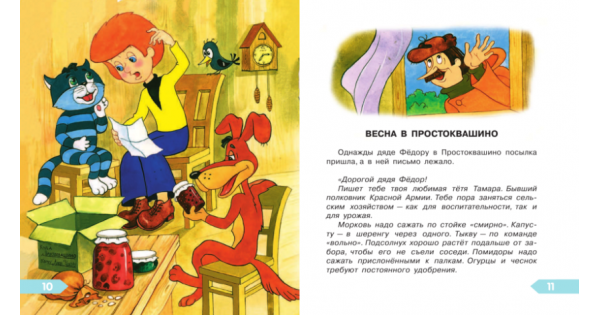 10
ВЕСНА В ПРОСТОКВАШИНО
Однажды дяде Фёдору в Простоквашино посылка
пришла, а в ней письмо лежало.
«Дорогой дядя Фёдор!
Пишет тебе твоя любимая тётя Тамара. Бывший
полковник Красной Армии. Тебе пора заняться сель-
ским хозяйством — как для воспитательности, так и
для урожая.
Морковь надо сажать по стойке «смирно». Капус-
ту — в шеренгу через одного. Тыкву — по команде
«вольно». Подсолнух хорошо растёт подальше от за-
бора, чтобы его не съели соседи. Помидоры надо
сажать прислонёнными к палкам. Огурцы и чеснок
требуют постоянного удобрения.
11